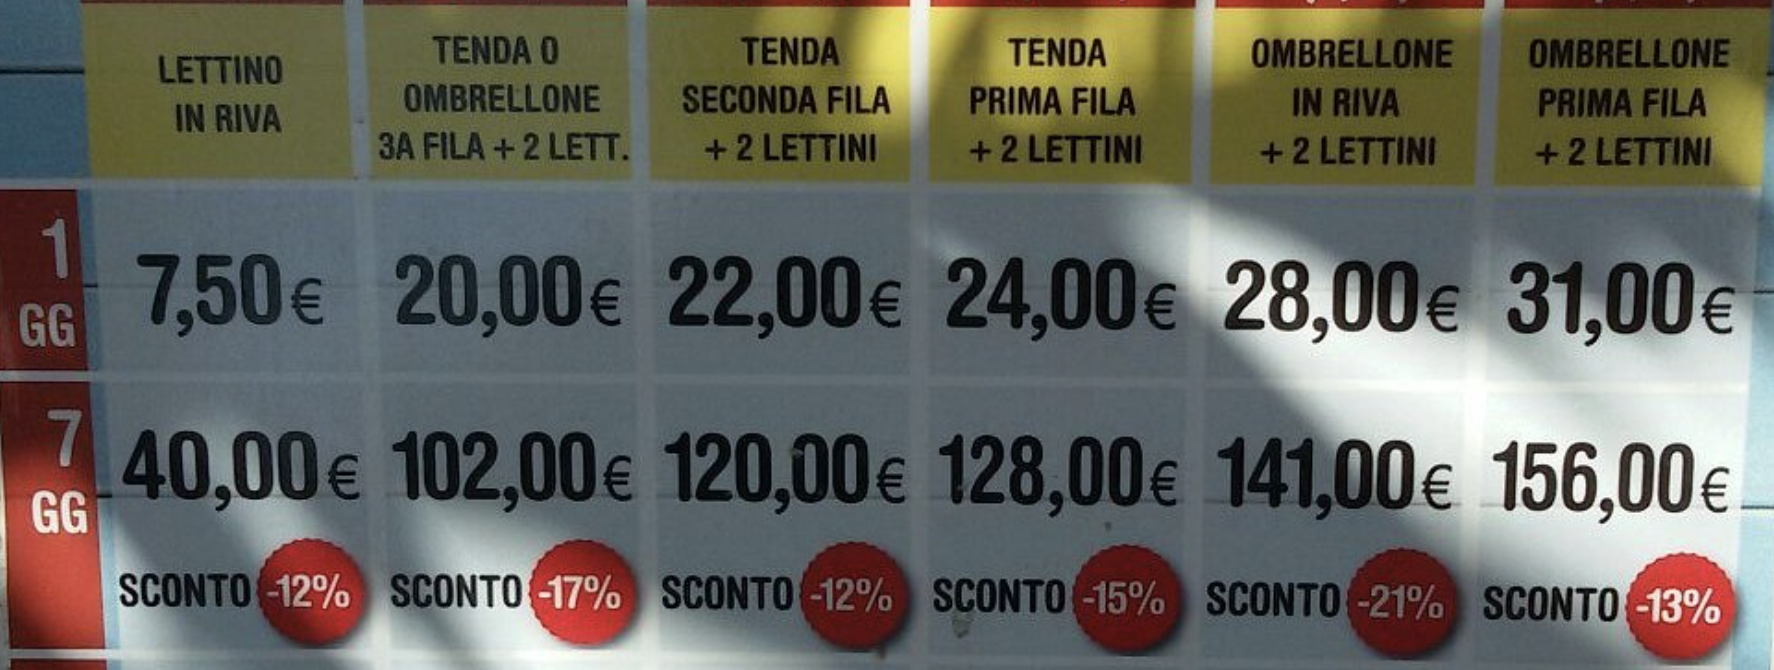 LETTINO
IN RIVA
TENDA O
OMBRELLONE
3A FILA + 2 LETT.
TENDA
SECONDA FILA
+ 2 LETTINI
TENDA
PRIMA FILA
+ 2 LETTINI
OMBRELLONE
IN RIVA
+ 2 LETTINI
OMBRELLONE
PRIMA FILA
+ 2 LETTINI
1
GG
7,50€ 20,00€ 22,00€ 24,00€ 28,00€ 31,00€
7
GG
40,00€ 102,00€ 120,00€ 128,00€ 141,00€ 156,00€
SCONTO -12% SCONTO -17% SCONTO -12% SCONTO -15% SCONTO -21% SCONTO -13%